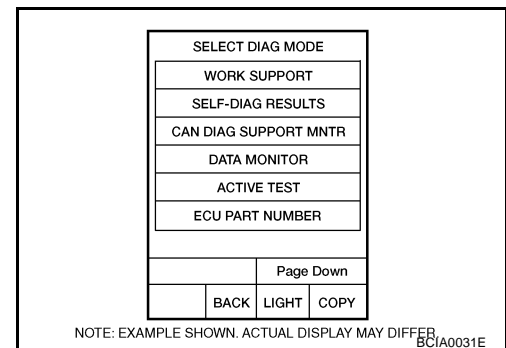 SELECT DIAG MODE
WORK SUPPORT
SELF-DIAG RESULTS
CAN DIAG SUPPORT MNTR
DATA MONITOR
ACTIVE TEST
ECU PART NUMBER
Page Down
BACK LIGHT COPY
NOTE: EXAMPLE SHOWN. ACTUAL DISPLAY MAY DIFFER.
BCIA0031E